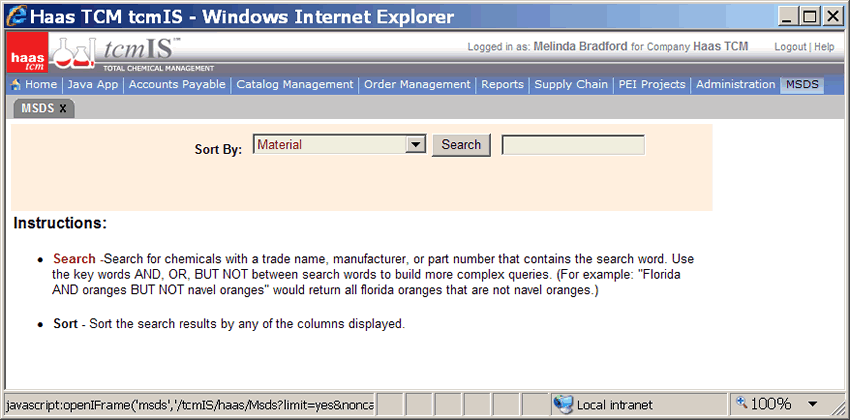 Haas TCM tcmIS - Windows Internet Explorer
haas tcm tcmIS™ TOTAL CHEMICAL MANAGEMENT
Logged in as: Melinda Bradford for Company Haas TCM Logout | Help
Home | Java App | Accounts Payable | Catalog Management | Order Management | Reports | Supply Chain | PEI Projects | Administration | MSDS
MSDS X
Sort By: Material Search
Instructions:
• Search -Search for chemicals with a trade name, manufacturer, or part number that contains the search word. Use
the key words AND, OR, BUT NOT between search words to build more complex queries. (For example: "Florida
AND oranges BUT NOT navel oranges" would return all florida oranges that are not navel oranges.)
• Sort - Sort the search results by any of the columns displayed.
javascript:openIFrame('msds','/tcmIS/haas/Msds?limit=yes&nonca Local intranet 100%